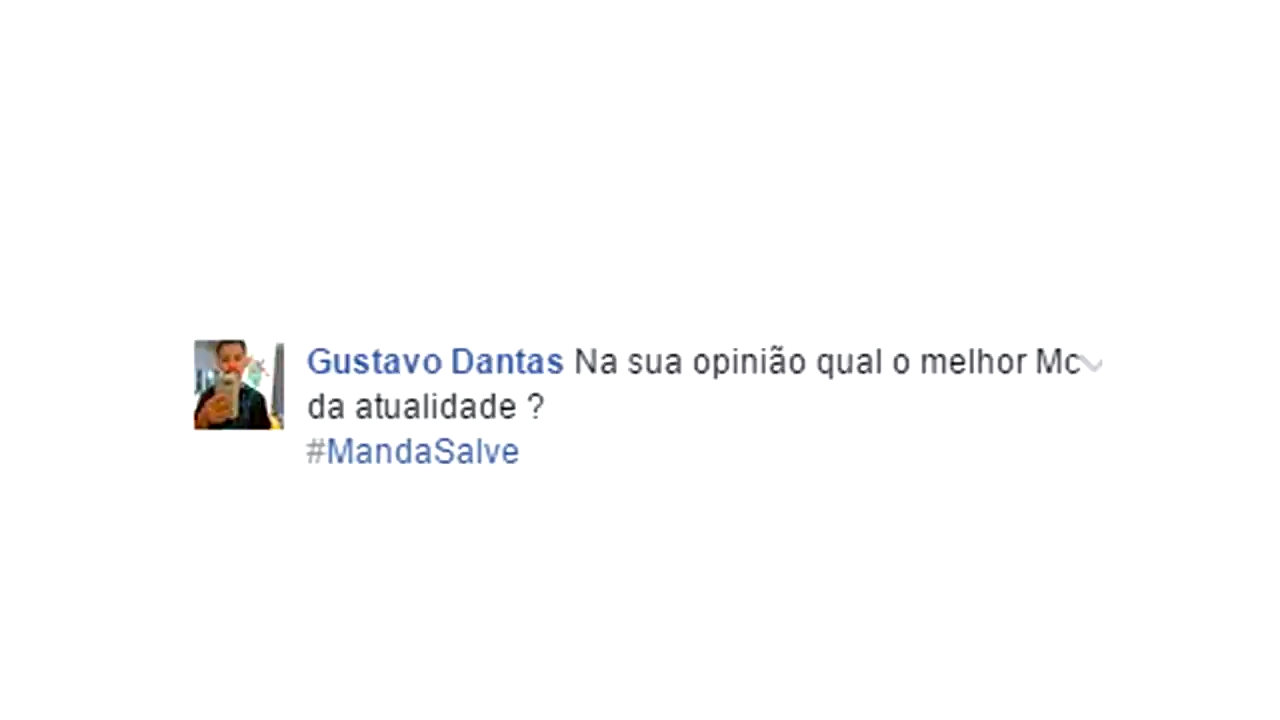 Gustavo Dantas Na sua opinião qual o melhor Mc
da atualidade ?
#MandaSalve